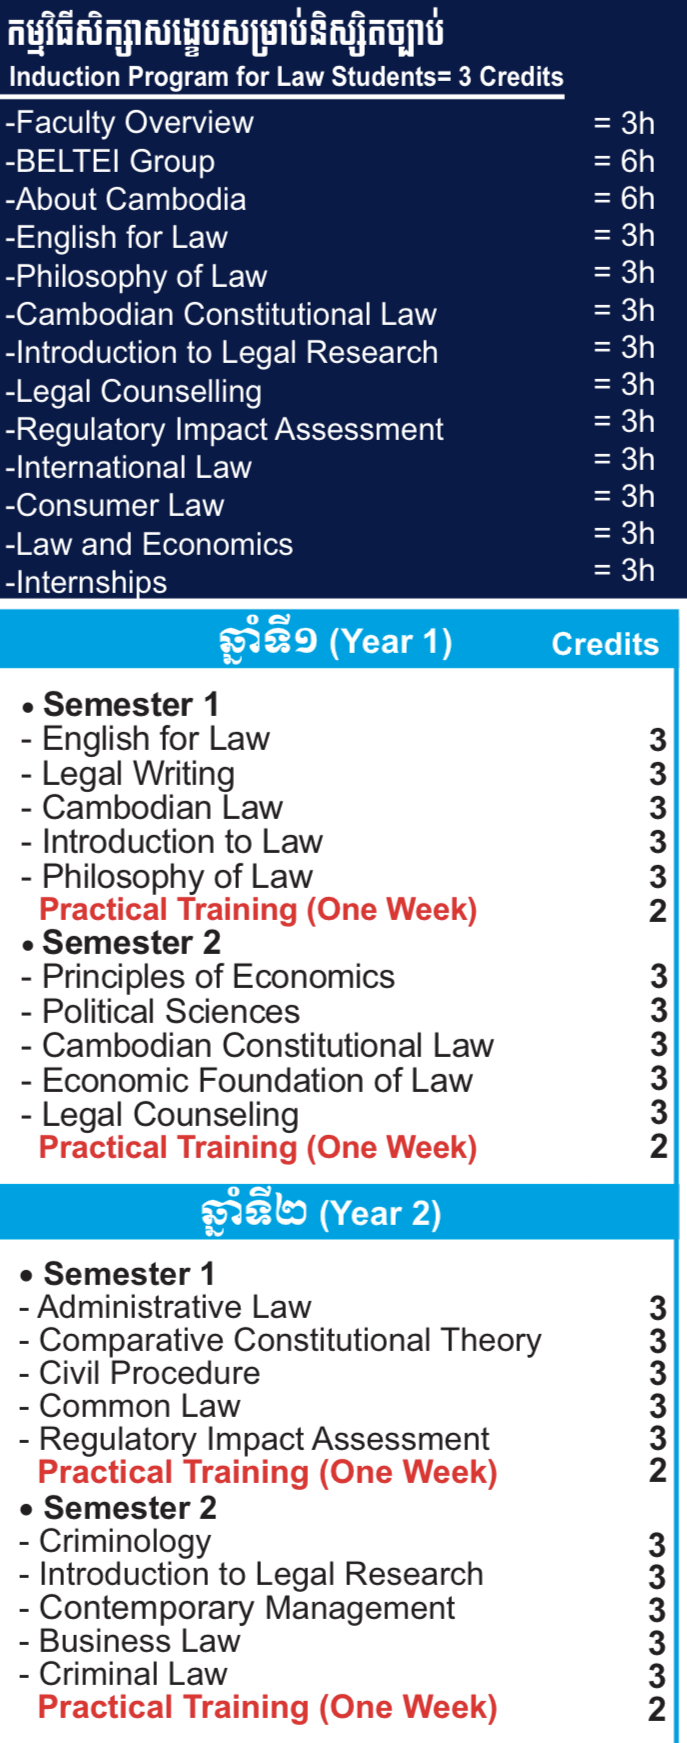 កម្មវិធីសិក្សាសង្ខេបសម្រាប់និស្សិតច្បាប់
Induction Program for Law Students= 3 Credits
-Faculty Overview = 3h
-BELTEI Group = 6h
-About Cambodia = 6h
-English for Law = 3h
-Philosophy of Law = 3h
-Cambodian Constitutional Law = 3h
-Introduction to Legal Research = 3h
-Legal Counselling = 3h
-Regulatory Impact Assessment = 3h
-International Law = 3h
-Consumer Law = 3h
-Law and Economics = 3h
-Internships = 3h
ឆ្នាំទី១ (Year 1) Credits
• Semester 1
- English for Law 3
- Legal Writing 3
- Cambodian Law 3
- Introduction to Law 3
- Philosophy of Law 3
Practical Training (One Week) 2
• Semester 2
- Principles of Economics 3
- Political Sciences 3
- Cambodian Constitutional Law 3
- Economic Foundation of Law 3
- Legal Counseling 3
Practical Training (One Week) 2
ឆ្នាំទី២ (Year 2)
• Semester 1
- Administrative Law 3
- Comparative Constitutional Theory 3
- Civil Procedure 3
- Common Law 3
- Regulatory Impact Assessment 3
Practical Training (One Week) 2
• Semester 2
- Criminology 3
- Introduction to Legal Research 3
- Contemporary Management 3
- Business Law 3
- Criminal Law 3
Practical Training (One Week) 2